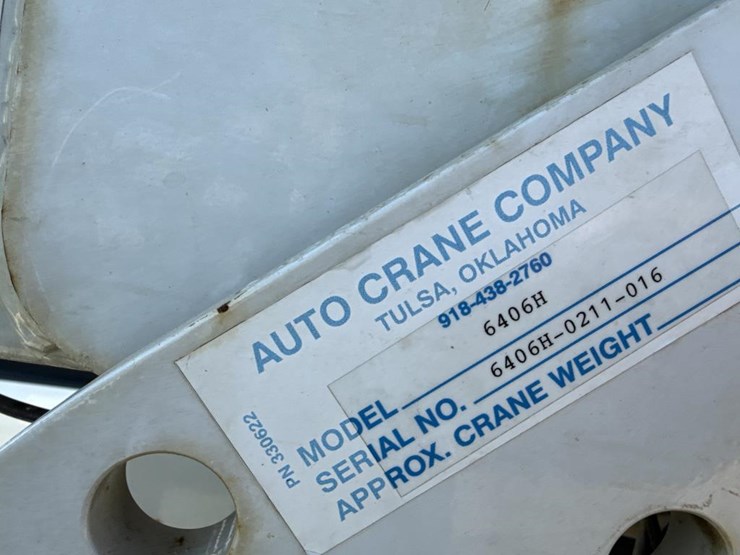 AUTO CRANE COMPANY
TULSA, OKLAHOMA
918-438-2760
MODEL 6406H
SERIAL NO. 6406H-0211-016
APPROX. CRANE WEIGHT
PN 330622